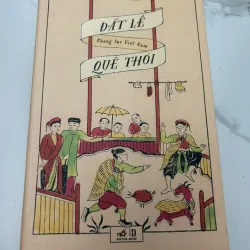 ĐẤT LỀ
Phong tục Việt Nam
QUÊ THÓI